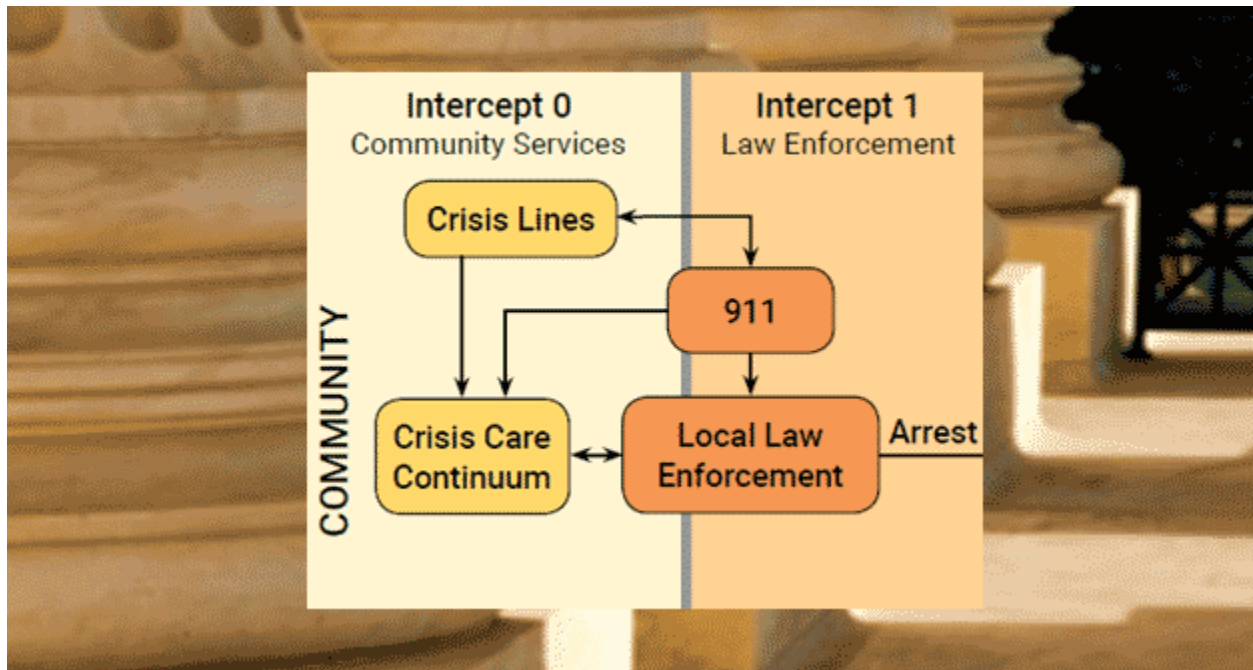 Intercept 0
Community Services
Intercept 1
Law Enforcement
Crisis Lines
911
COMMUNITY
Crisis Care
Continuum
Local Law
Enforcement
Arrest